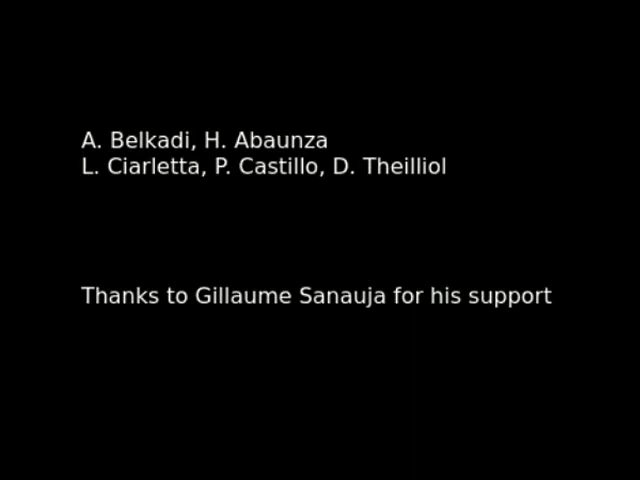 A. Belkadi, H. Abaunza
L. Ciarletta, P. Castillo, D. Theilliol
Thanks to Gillaume Sanauja for his support